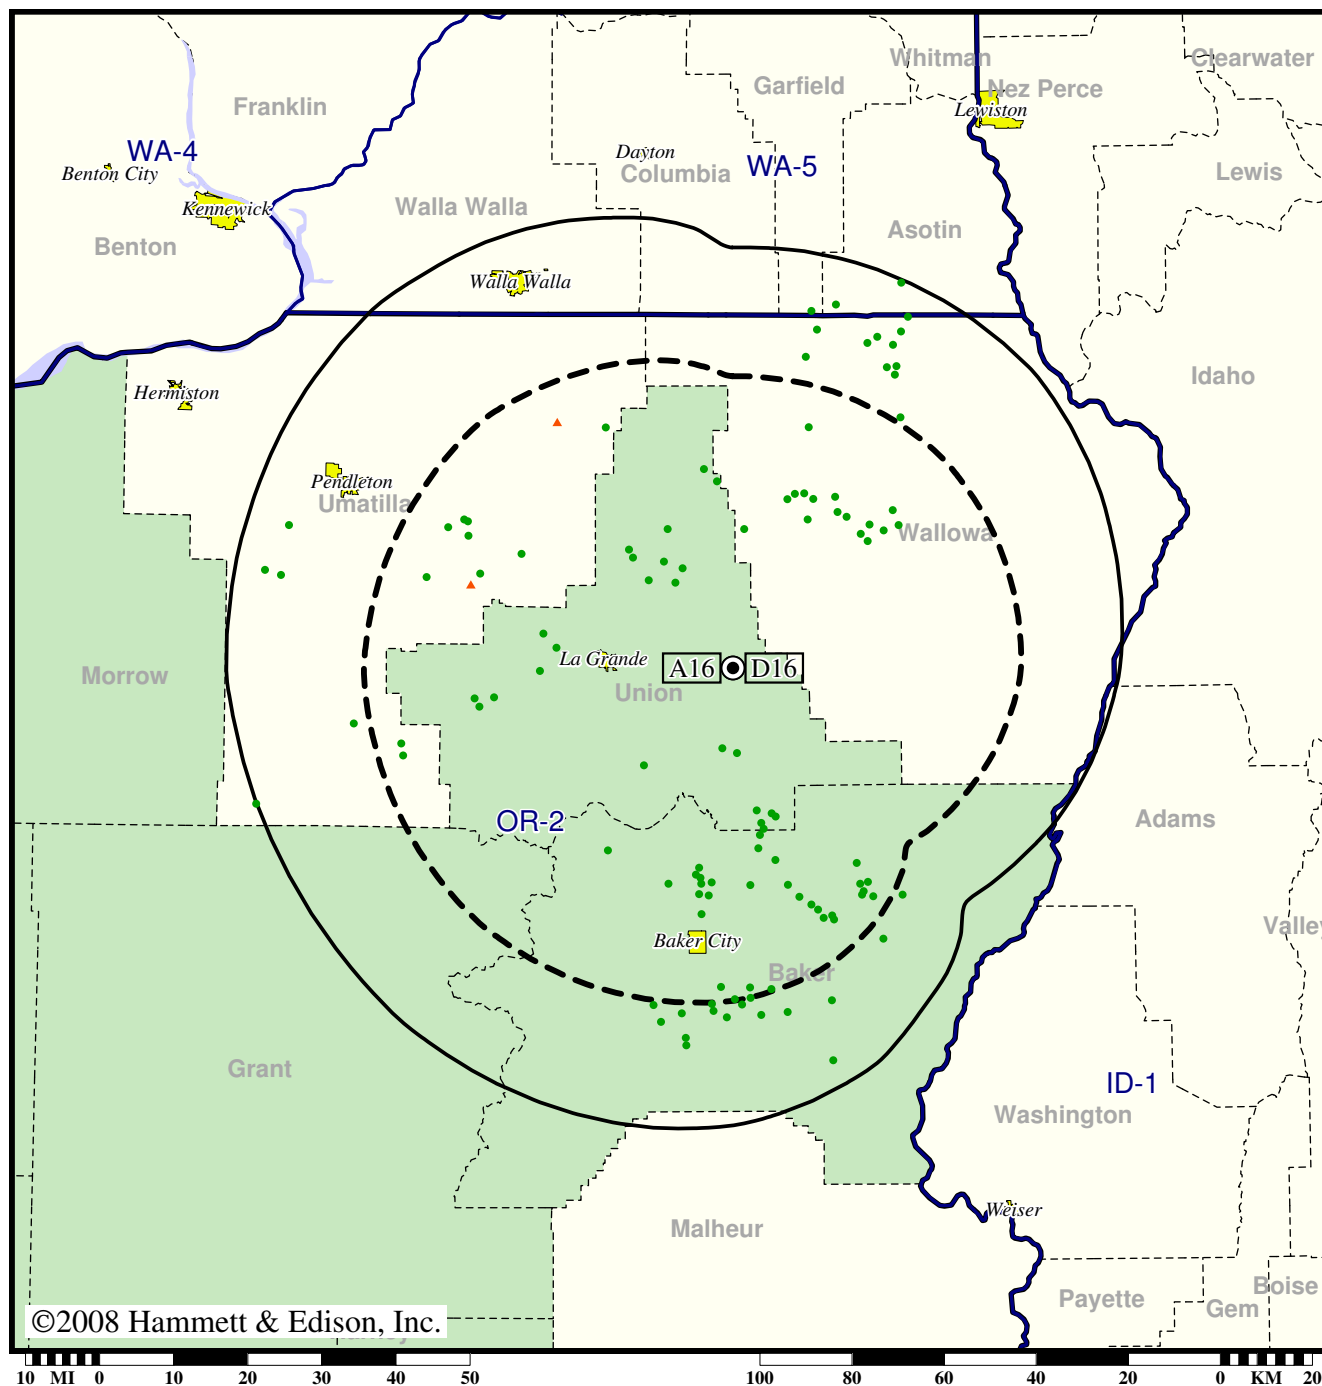 Whitman
Clearwater
Garfield
Nez Perce
Franklin
Lewiston
WA-4
Dayton
WA-5
Benton City
Columbia
Lewis
Kennewick
Walla Walla
Asotin
Benton
Walla Walla
Idaho
Hermiston
Pendleton
Umatilla
Wallowa
La Grande
A16
D16
Morrow
Union
OR-2
Adams
Valley
Baker City
Baker
Grant
ID-1
Washington
Weiser
Malheur
Boise
Payette
Gem
©2008 Hammett & Edison, Inc.
10 MI 0 10 20 30 40 50 100 80 60 40 20 0 KM 20